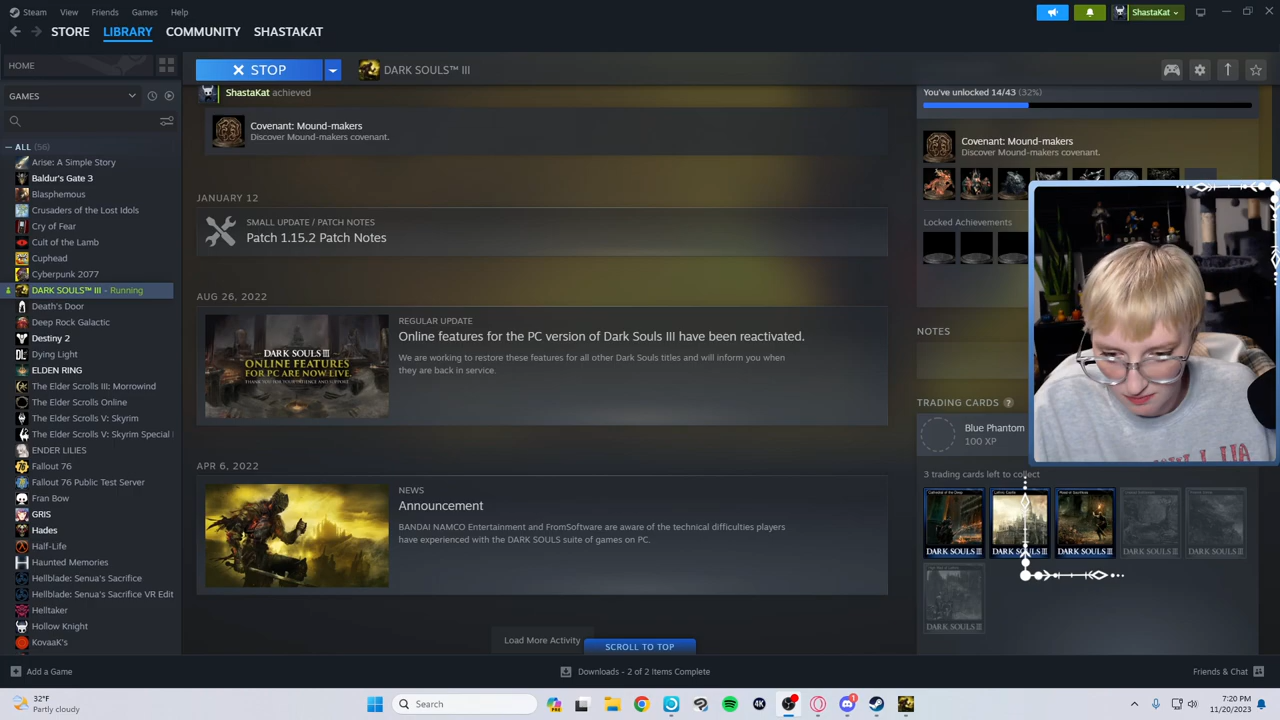 Steam View Friends Games Help
ShastaKat
STORE LIBRARY COMMUNITY SHASTAKAT
HOME
STOP
DARK SOULS™ III
GAMES
ALL (56)
Arise: A Simple Story
Baldur's Gate 3
Blasphemous
Crusaders of the Lost Idols
Cry of Fear
Cult of the Lamb
Cuphead
Cyberpunk 2077
DARK SOULS™ III - Running
Death's Door
Deep Rock Galactic
Destiny 2
Dying Light
ELDEN RING
The Elder Scrolls III: Morrowind
The Elder Scrolls Online
The Elder Scrolls V: Skyrim
The Elder Scrolls V: Skyrim Special
ENDER LILIES
Fallout 76
Fallout 76 Public Test Server
Fran Bow
GRIS
Hades
Half-Life
Haunted Memories
Hellblade: Senua's Sacrifice
Hellblade: Senua's Sacrifice VR Edit
Helltaker
Hollow Knight
KovaaK's
ShastaKat achieved
Covenant: Mound-makers
Discover Mound-makers covenant.
JANUARY 12
SMALL UPDATE / PATCH NOTES
Patch 1.15.2 Patch Notes
AUG 26, 2022
DARK SOULS III
ONLINE FEATURES
FOR PC ARE NOW LIVE.
THANK YOU FOR YOUR PATIENCE AND SUPPORT
REGULAR UPDATE
Online features for the PC version of Dark Souls III have been reactivated.
We are working to restore these features for all other Dark Souls titles and will inform you when
they are back in service.
APR 6, 2022
NEWS
Announcement
BANDAI NAMCO Entertainment and FromSoftware are aware of the technical difficulties players
have experienced with the DARK SOULS suite of games on PC.
Load More Activity
SCROLL TO TOP
You've unlocked 14/43 (32%)
Covenant: Mound-makers
Discover Mound-makers covenant.
Locked Achievements
NOTES
TRADING CARDS ?
Blue Phantom
100 XP
3 trading cards left to collect
Cathedral of the Deep
DARK SOULS III
DARK SOULS III
DARK SOULS III
DARK SOULS III
DARK SOULS III
DARK SOULS III
Add a Game
Downloads - 2 of 2 Items Complete
Friends & Chat
32°F
Partly cloudy
Search
7:20 PM
11/20/2023